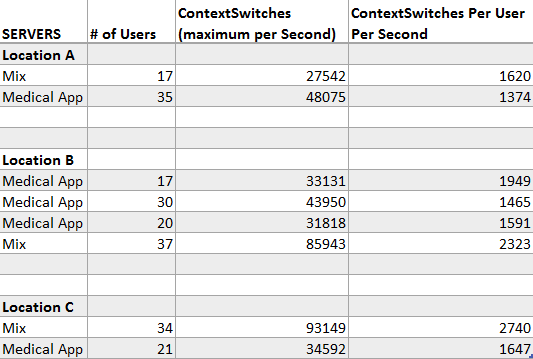 SERVERS # of Users ContextSwitches (maximum per Second) ContextSwitches Per User Per Second
Location A
Mix 17 27542 1620
Medical App 35 48075 1374
Location B
Medical App 17 33131 1949
Medical App 30 43950 1465
Medical App 20 31818 1591
Mix 37 85943 2323
Location C
Mix 34 93149 2740
Medical App 21 34592 1647